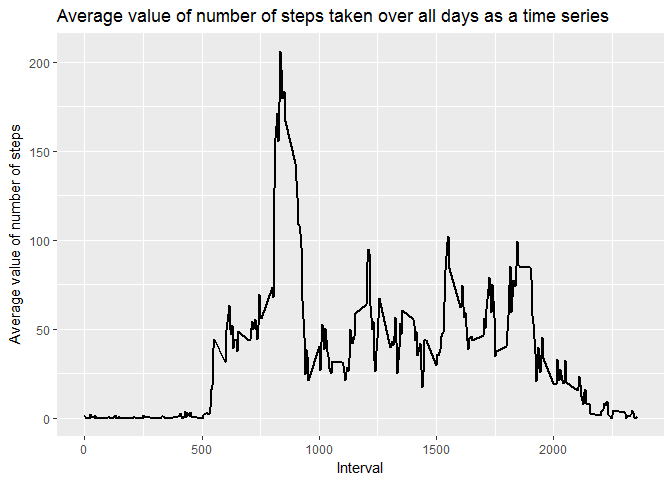 Average value of number of steps taken over all days as a time series
200
150
100
50
0
Average value of number of steps
0 500 1000 1500 2000
Interval